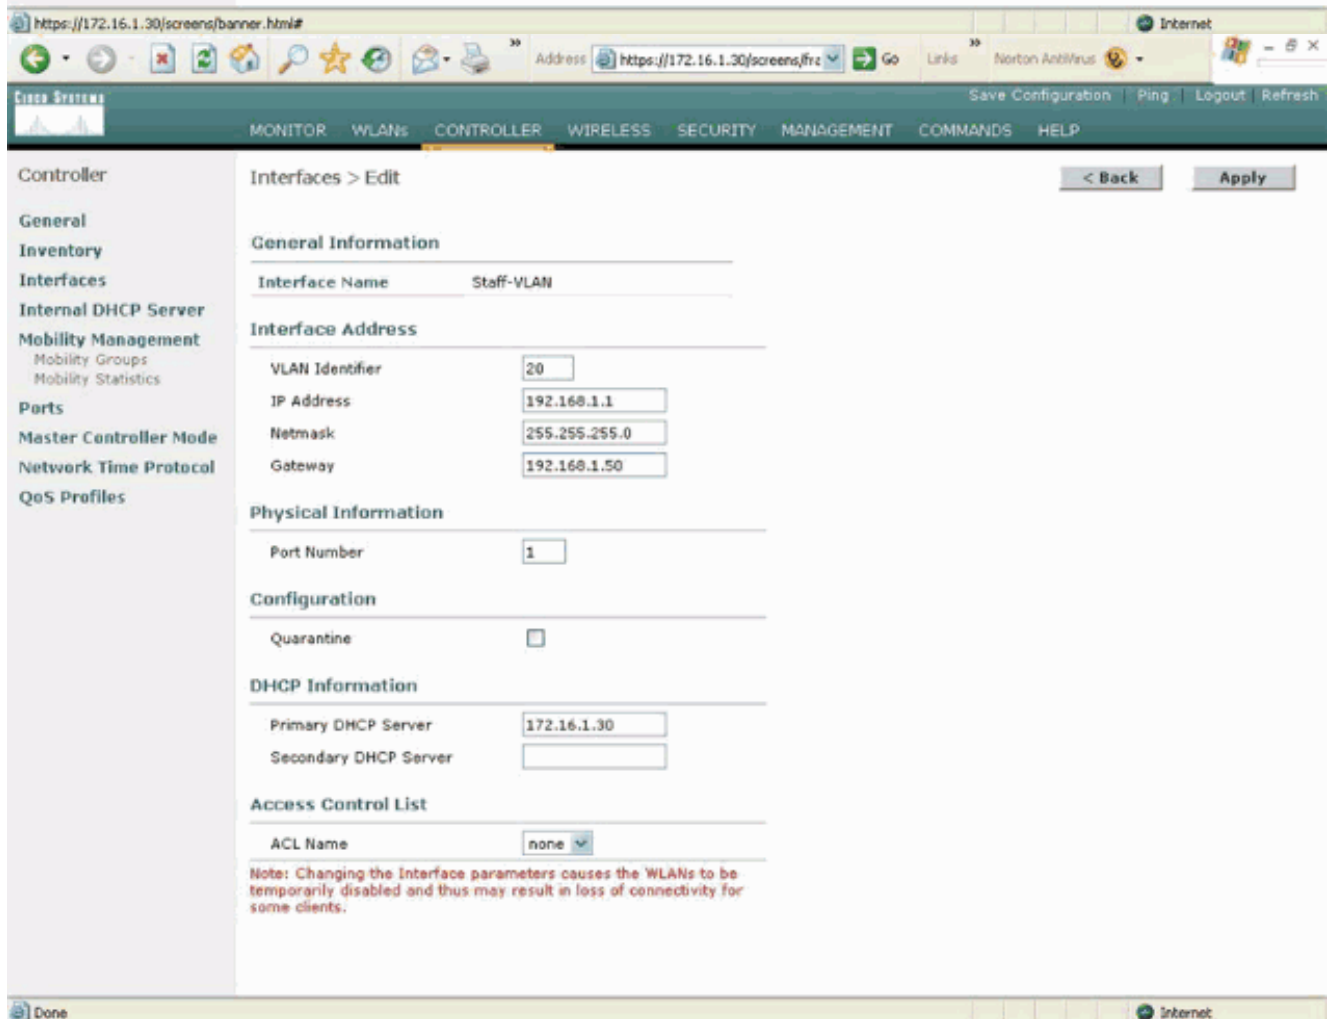 https://172.16.1.30/screens/banner.html#
Internet
Address https://172.16.1.30/screens/fra Go Links Norton AntiVirus
CISCO SYSTEMS
Save Configuration | Ping | Logout | Refresh
MONITOR WLANs CONTROLLER WIRELESS SECURITY MANAGEMENT COMMANDS HELP
Controller
General
Inventory
Interfaces
Internal DHCP Server
Mobility Management
Mobility Groups
Mobility Statistics
Ports
Master Controller Mode
Network Time Protocol
QoS Profiles
Interfaces > Edit
< Back
Apply
General Information
Interface Name Staff-VLAN
Interface Address
VLAN Identifier 20
IP Address 192.168.1.1
Netmask 255.255.255.0
Gateway 192.168.1.50
Physical Information
Port Number 1
Configuration
Quarantine
DHCP Information
Primary DHCP Server 172.16.1.30
Secondary DHCP Server
Access Control List
ACL Name none
Note: Changing the Interface parameters causes the WLANs to be
temporarily disabled and thus may result in loss of connectivity for
some clients.
Done
Internet